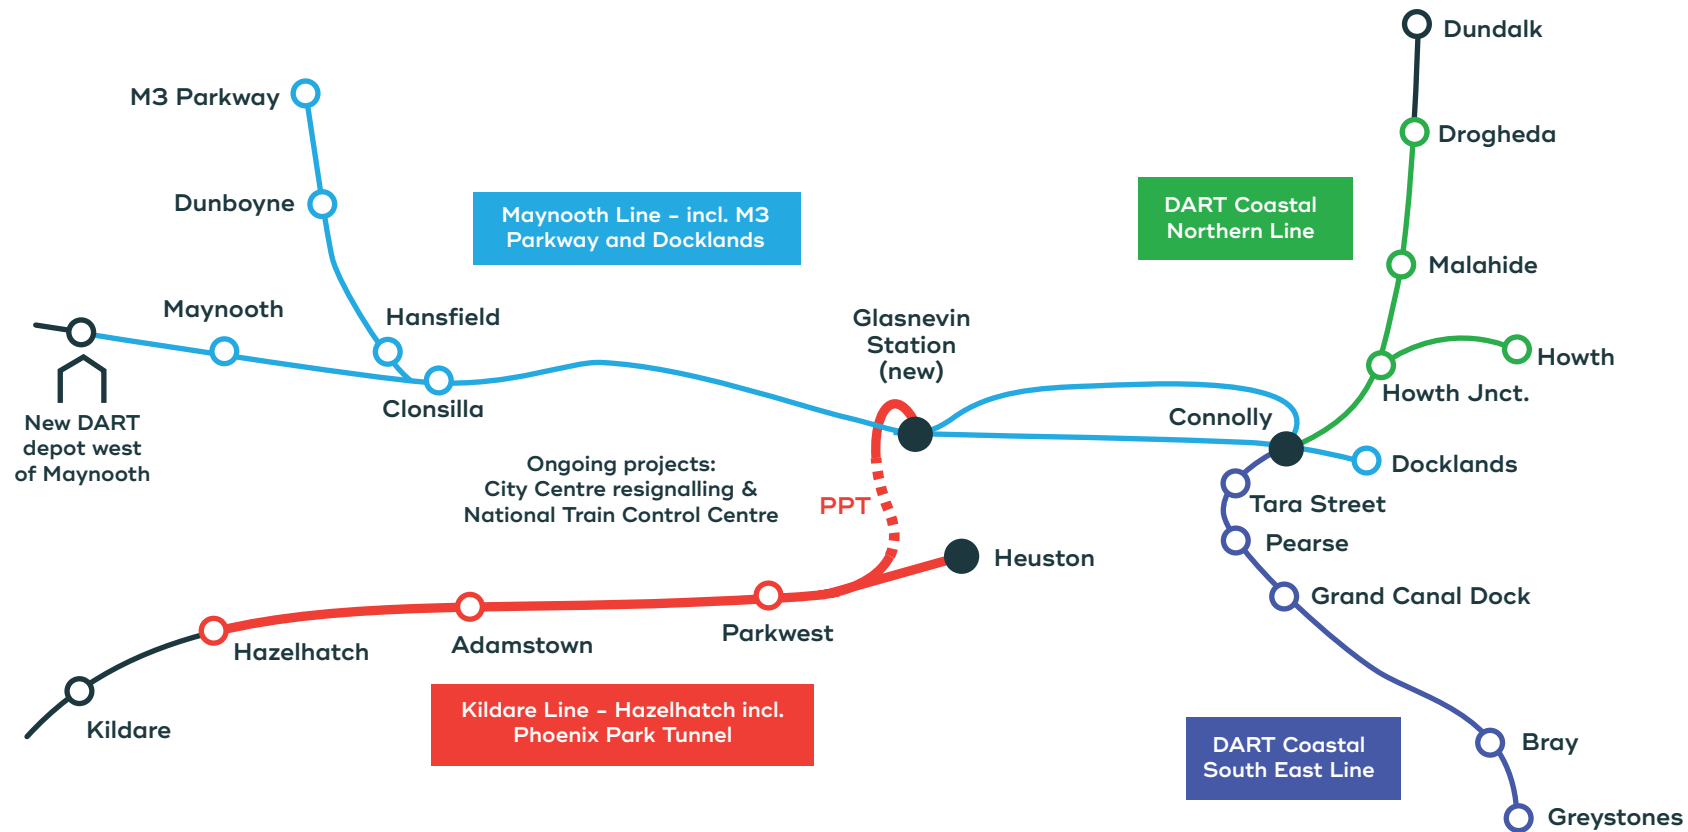 Dundalk
M3 Parkway
Drogheda
Dunboyne
Maynooth Line - incl. M3
Parkway and Docklands
DART Coastal
Northern Line
Malahide
Maynooth
Hansfield
Glasnevin
Station
(new)
Howth
Howth Jnct.
Clonsilla
Connolly
New DART
depot west
of Maynooth
Ongoing projects:
City Centre resignalling &
National Train Control Centre
PPT
Docklands
Tara Street
Pearse
Heuston
Grand Canal Dock
Parkwest
Adamstown
Hazelhatch
Kildare
Kildare Line - Hazelhatch incl.
Phoenix Park Tunnel
DART Coastal
South East Line
Bray
Greystones